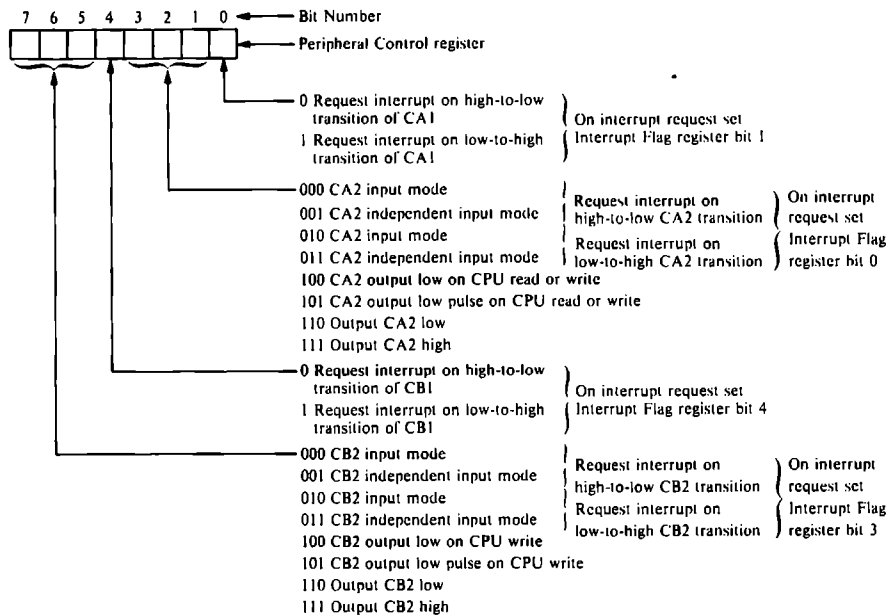 7 6 5 4 3 2 1 0 Bit Number
Peripheral Control register
0 Request interrupt on high-to-low
transition of CA1
1 Request interrupt on low-to-high
transition of CA1
On interrupt request set
Interrupt Flag register bit 1
000 CA2 input mode
001 CA2 independent input mode
010 CA2 input mode
011 CA2 independent input mode
Request interrupt on
high-to-low CA2 transition
Request interrupt on
low-to-high CA2 transition
On interrupt
request set
Interrupt Flag
register bit 0
100 CA2 output low on CPU read or write
101 CA2 output low pulse on CPU read or write
110 Output CA2 low
111 Output CA2 high
0 Request interrupt on high-to-low
transition of CB1
1 Request interrupt on low-to-high
transition of CB1
On interrupt request set
Interrupt Flag register bit 4
000 CB2 input mode
001 CB2 independent input mode
010 CB2 input mode
011 CB2 independent input mode
Request interrupt on
high-to-low CB2 transition
Request interrupt on
low-to-high CB2 transition
On interrupt
request set
Interrupt Flag
register bit 3
100 CB2 output low on CPU write
101 CB2 output low pulse on CPU write
110 Output CB2 low
111 Output CB2 high